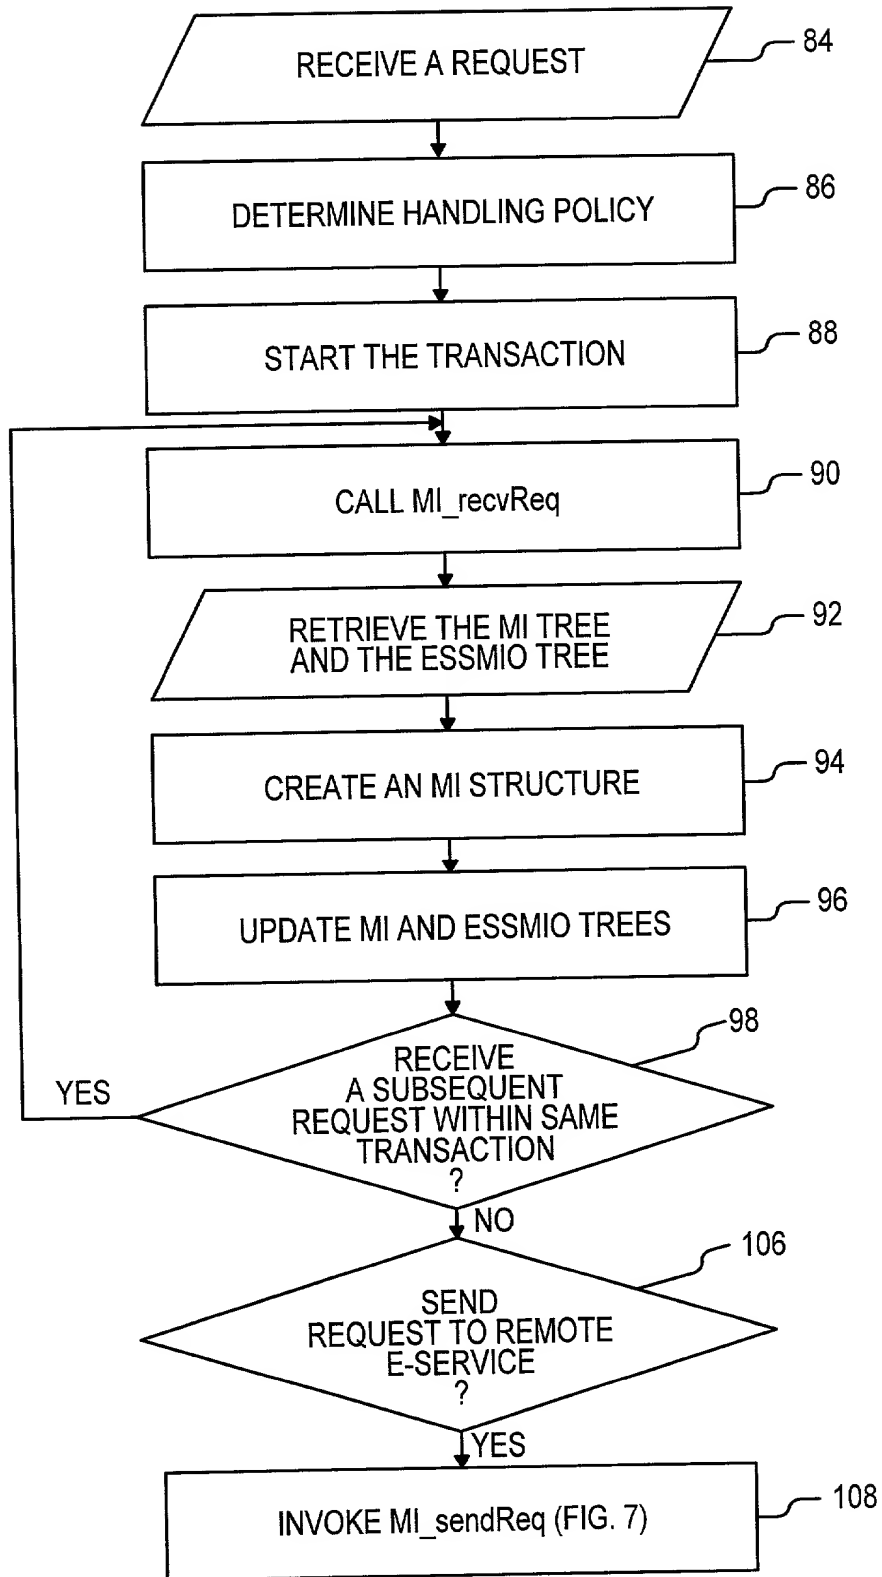 RECEIVE A REQUEST
84
DETERMINE HANDLING POLICY
86
START THE TRANSACTION
88
CALL MI_recvReq
90
RETRIEVE THE MI TREE
AND THE ESSMIO TREE
92
CREATE AN MI STRUCTURE
94
UPDATE MI AND ESSMIO TREES
96
RECEIVE
A SUBSEQUENT
REQUEST WITHIN SAME
TRANSACTION
?
98
YES
NO
SEND
REQUEST TO REMOTE
E-SERVICE
?
106
YES
INVOKE MI_sendReq (FIG. 7)
108